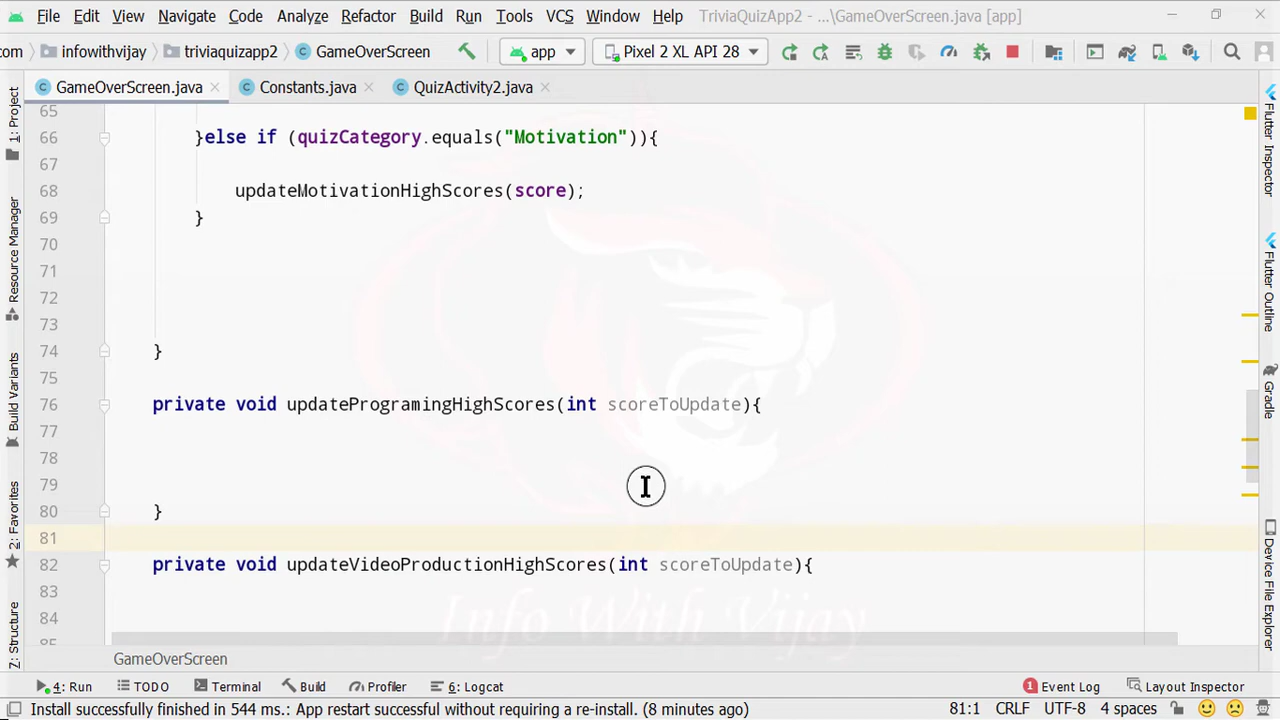 File Edit View Navigate Code Analyze Refactor Build Run Tools VCS Window Help TriviaQuizApp2 - ...\GameOverScreen.java [app]
om infowithvijay triviaquizapp2 GameOverScreen app Pixel 2 XL API 28
GameOverScreen.java Constants.java QuizActivity2.java
1: Project
Resource Manager
Build Variants
2: Favorites
Z: Structure
65
66 }else if (quizCategory.equals("Motivation")){
67
68 updateMotivationHighScores(score);
69 }
70
71
72
73
74 }
75
76 private void updateProgramingHighScores(int scoreToUpdate){
77
78
79
80 }
81
82 private void updateVideoProductionHighScores(int scoreToUpdate){
83
84
85
Info With Vijay
Flutter Inspector
Flutter Outline
Gradle
Device File Explorer
GameOverScreen
4: Run TODO Terminal Build Profiler 6: Logcat 1 Event Log Layout Inspector
Install successfully finished in 544 ms.: App restart successful without requiring a re-install. (8 minutes ago) 81:1 CRLF UTF-8 4 spaces